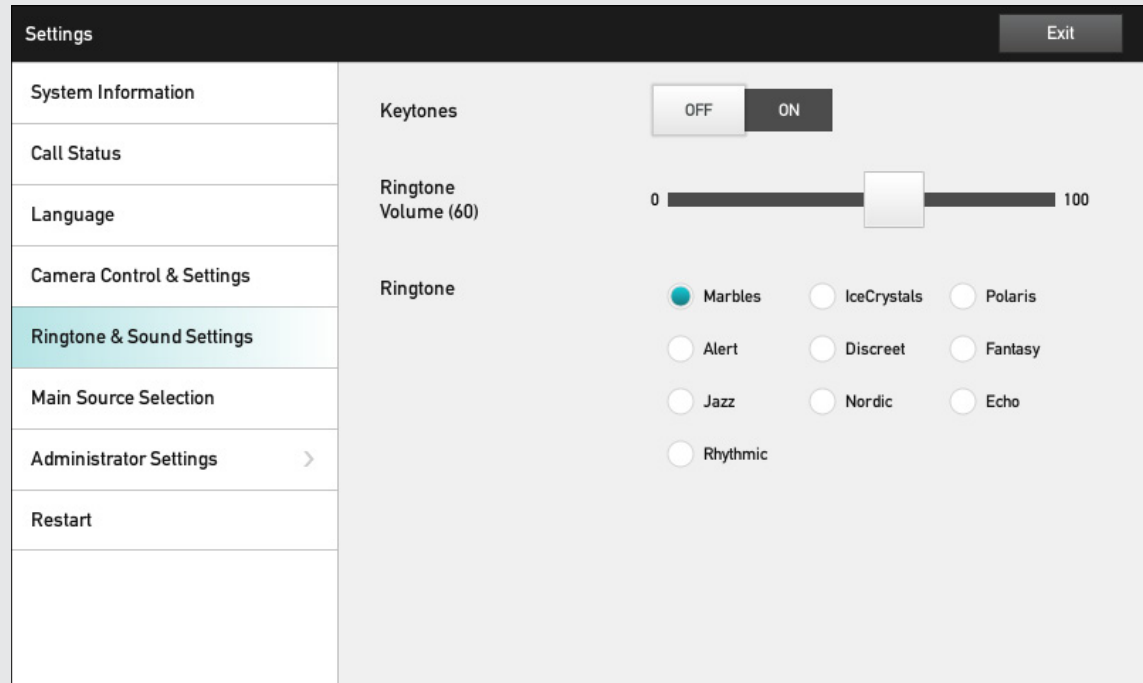 Settings
Exit
System Information
Call Status
Language
Camera Control & Settings
Ringtone & Sound Settings
Main Source Selection
Administrator Settings
Restart
Keytones
OFF ON
Ringtone
Volume (60)
0 100
Ringtone
Marbles IceCrystals Polaris
Alert Discreet Fantasy
Jazz Nordic Echo
Rhythmic